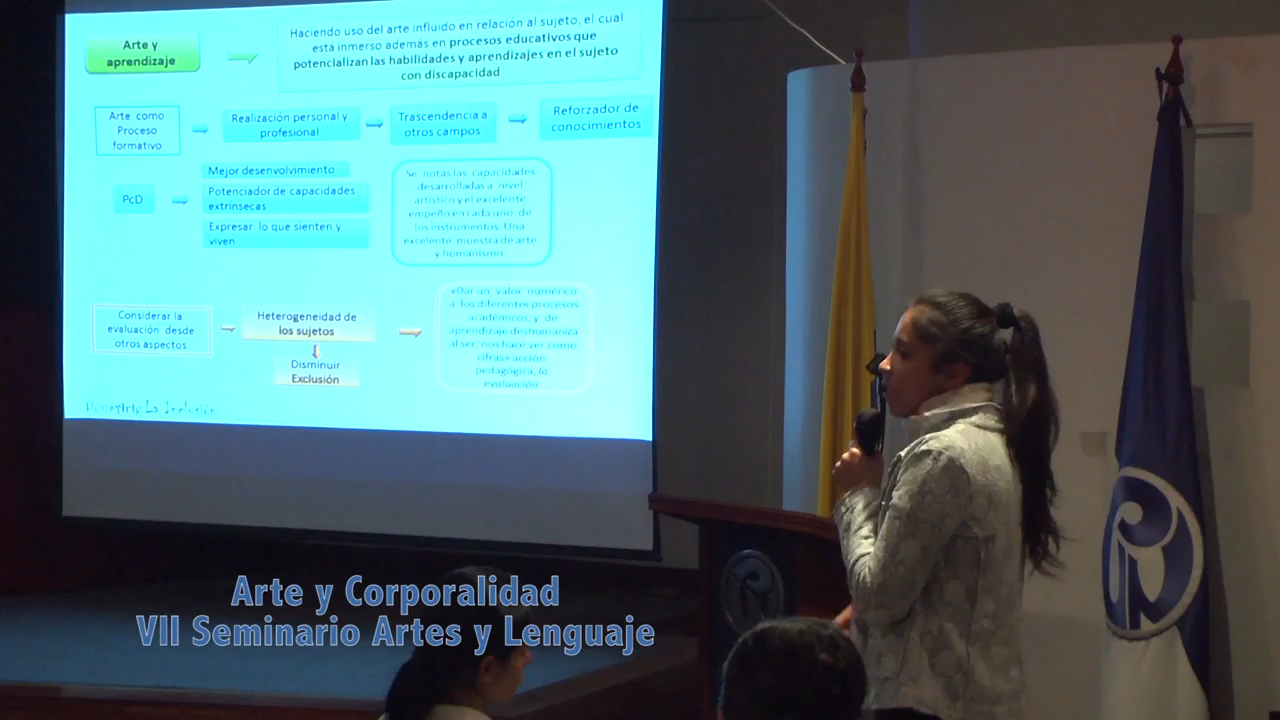 Arte y
aprendizaje
Haciendo uso del arte influido en relación al sujeto, el cual
está inmerso además en procesos educativos que
potencializan las habilidades y aprendizajes en el sujeto
con discapacidad
Arte como
Proceso
formativo
Realización personal y
profesional
Trascendencia a
otros campos
Reforzador de
conocimientos
PcD
Mejor desenvolvimiento
Potenciador de capacidades
extrinsecas
Expresar lo que sienten y
viven
Se notas las capacidades
desarrolladas a nivel
artístico y el excelente
empeño en cada uno de
los instrumentos. Una
excelente muestra de arte
y humanismo.
Considerar la
evaluación desde
otros aspectos
Heterogeneidad de
los sujetos
Disminuir
Exclusión
«Dar un valor numérico
a los diferentes procesos
académicos, y de
aprendizaje deshumaniza
al ser: nos hace ver como
cifras» acción
pedagógica, la
evaluación
La Inclusión
Arte y Corporalidad
VII Seminario Artes y Lenguaje